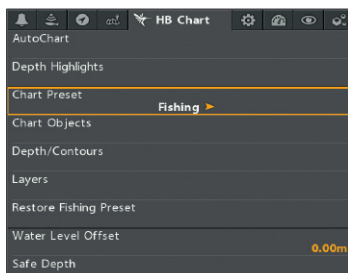 HB Chart
AutoChart
Depth Highlights
Chart Preset
Fishing
Chart Objects
Depth/Contours
Layers
Restore Fishing Preset
Water Level Offset
0.00m
Safe Depth